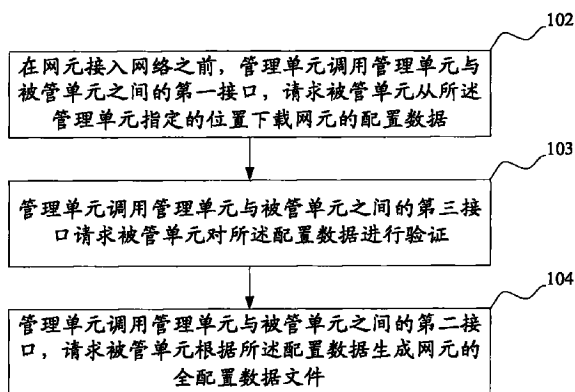 102
在网元接入网络之前，管理单元调用管理单元与
被管单元之间的第一接口，请求被管单元从所述
管理单元指定的位置下载网元的配置数据
103
管理单元调用管理单元与被管单元之间的第三接
口请求被管单元对所述配置数据进行验证
104
管理单元调用管理单元与被管单元之间的第二接
口，请求被管单元根据所述配置数据生成网元的
全配置数据文件